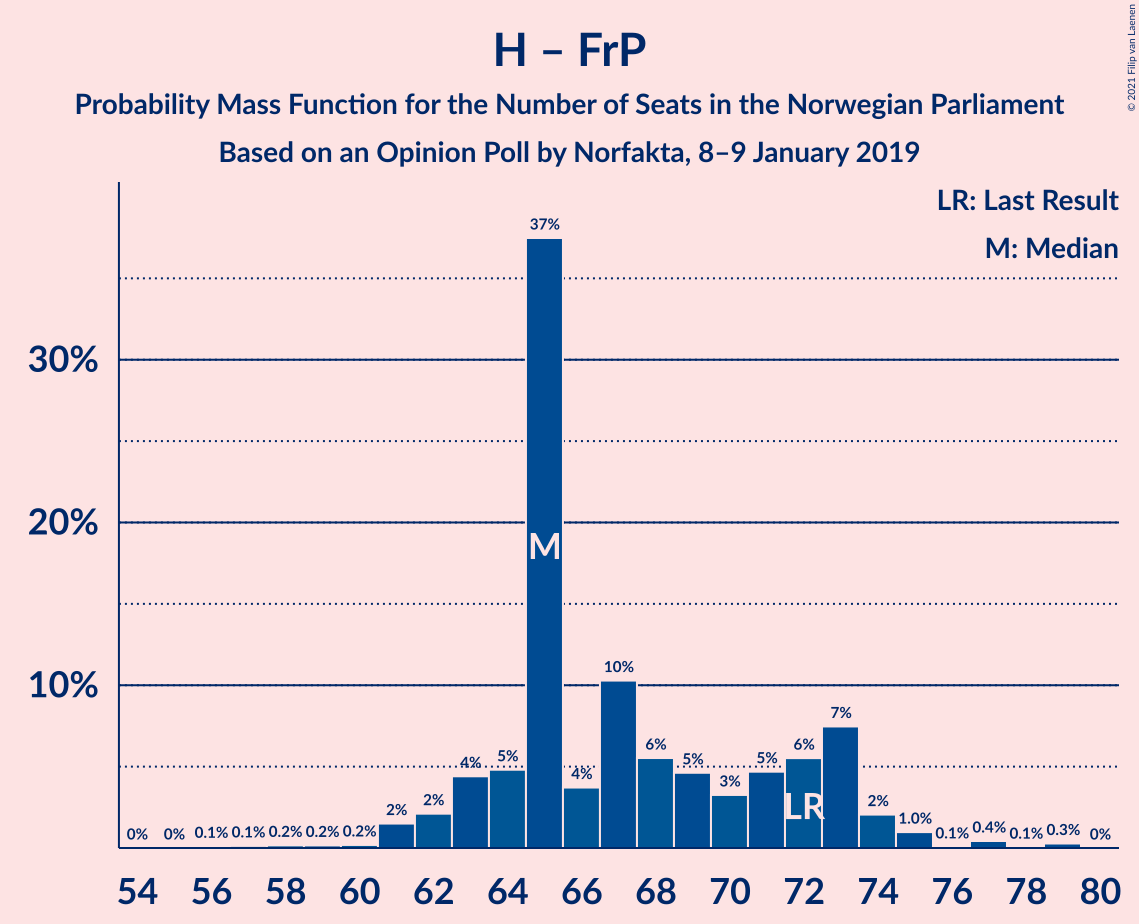 © 2021 Filip van Laenen
H – FrP
Probability Mass Function for the Number of Seats in the Norwegian Parliament
Based on an Opinion Poll by Norfakta, 8–9 January 2019
LR: Last Result
M: Median
30%
20%
10%
0% 0% 0.1% 0.1% 0.2% 0.2% 0.2% 2% 2% 4% 5% 37% 4% 10% 6% 5% 3% 5% 6% 7% 2% 1.0% 0.1% 0.4% 0.1% 0.3% 0%
M
LR
54 56 58 60 62 64 66 68 70 72 74 76 78 80